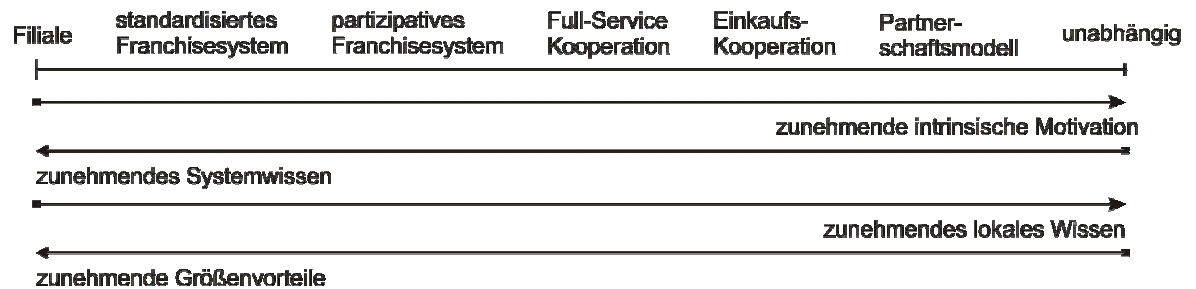 Filiale
standardisiertes
Franchisesystem
partizipatives
Franchisesystem
Full-Service
Kooperation
Einkaufs-
Kooperation
Partner-
schaftsmodell
unabhängig
zunehmende intrinsische Motivation
zunehmendes Systemwissen
zunehmendes lokales Wissen
zunehmende Größenvorteile